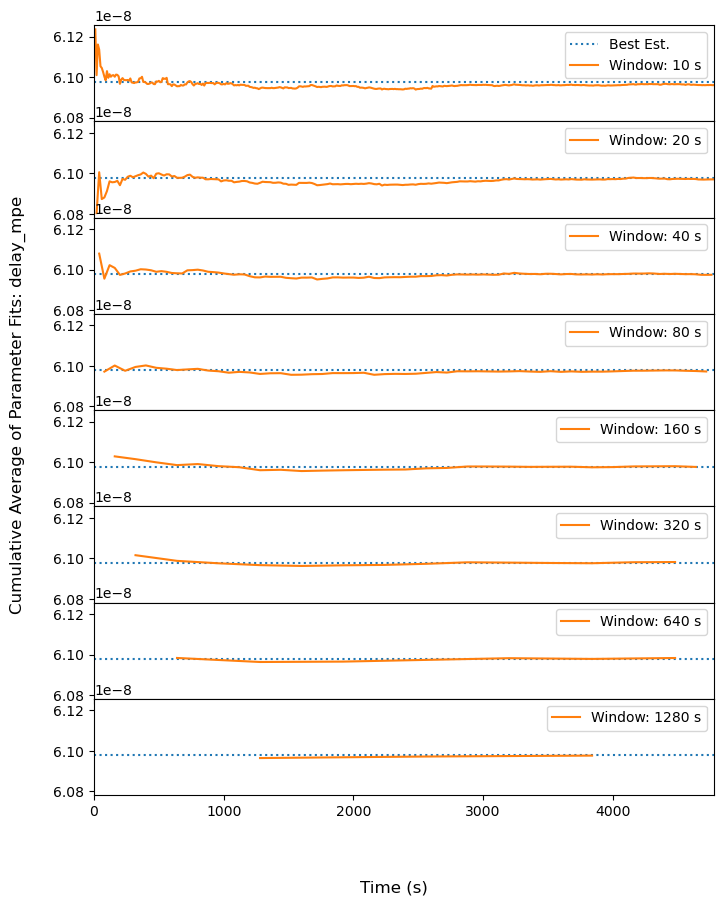 1e−8
6.12
6.10
6.08
Best Est.
Window: 10 s
1e−8
6.12
6.10
6.08
Window: 20 s
1e−8
6.12
6.10
6.08
Window: 40 s
1e−8
6.12
6.10
6.08
Window: 80 s
1e−8
6.12
6.10
6.08
Window: 160 s
1e−8
6.12
6.10
6.08
Window: 320 s
1e−8
6.12
6.10
6.08
Window: 640 s
1e−8
6.12
6.10
6.08
Window: 1280 s
0 1000 2000 3000 4000
Time (s)
Cumulative Average of Parameter Fits: delay_mpe